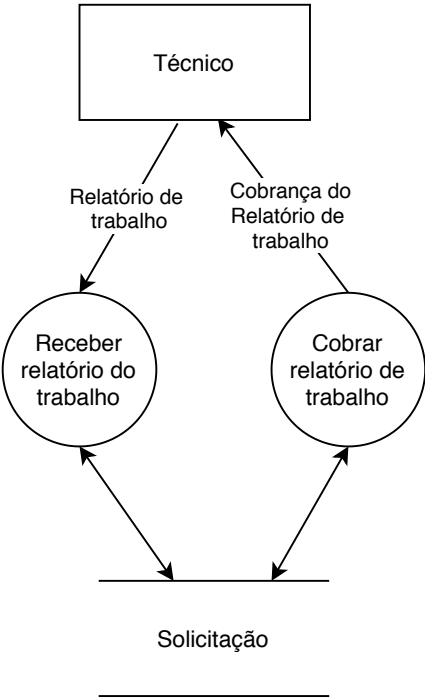 Técnico
Relatório de
trabalho
Cobrança do
Relatório de
trabalho
Receber
relatório do
trabalho
Cobrar
relatório de
trabalho
Solicitação